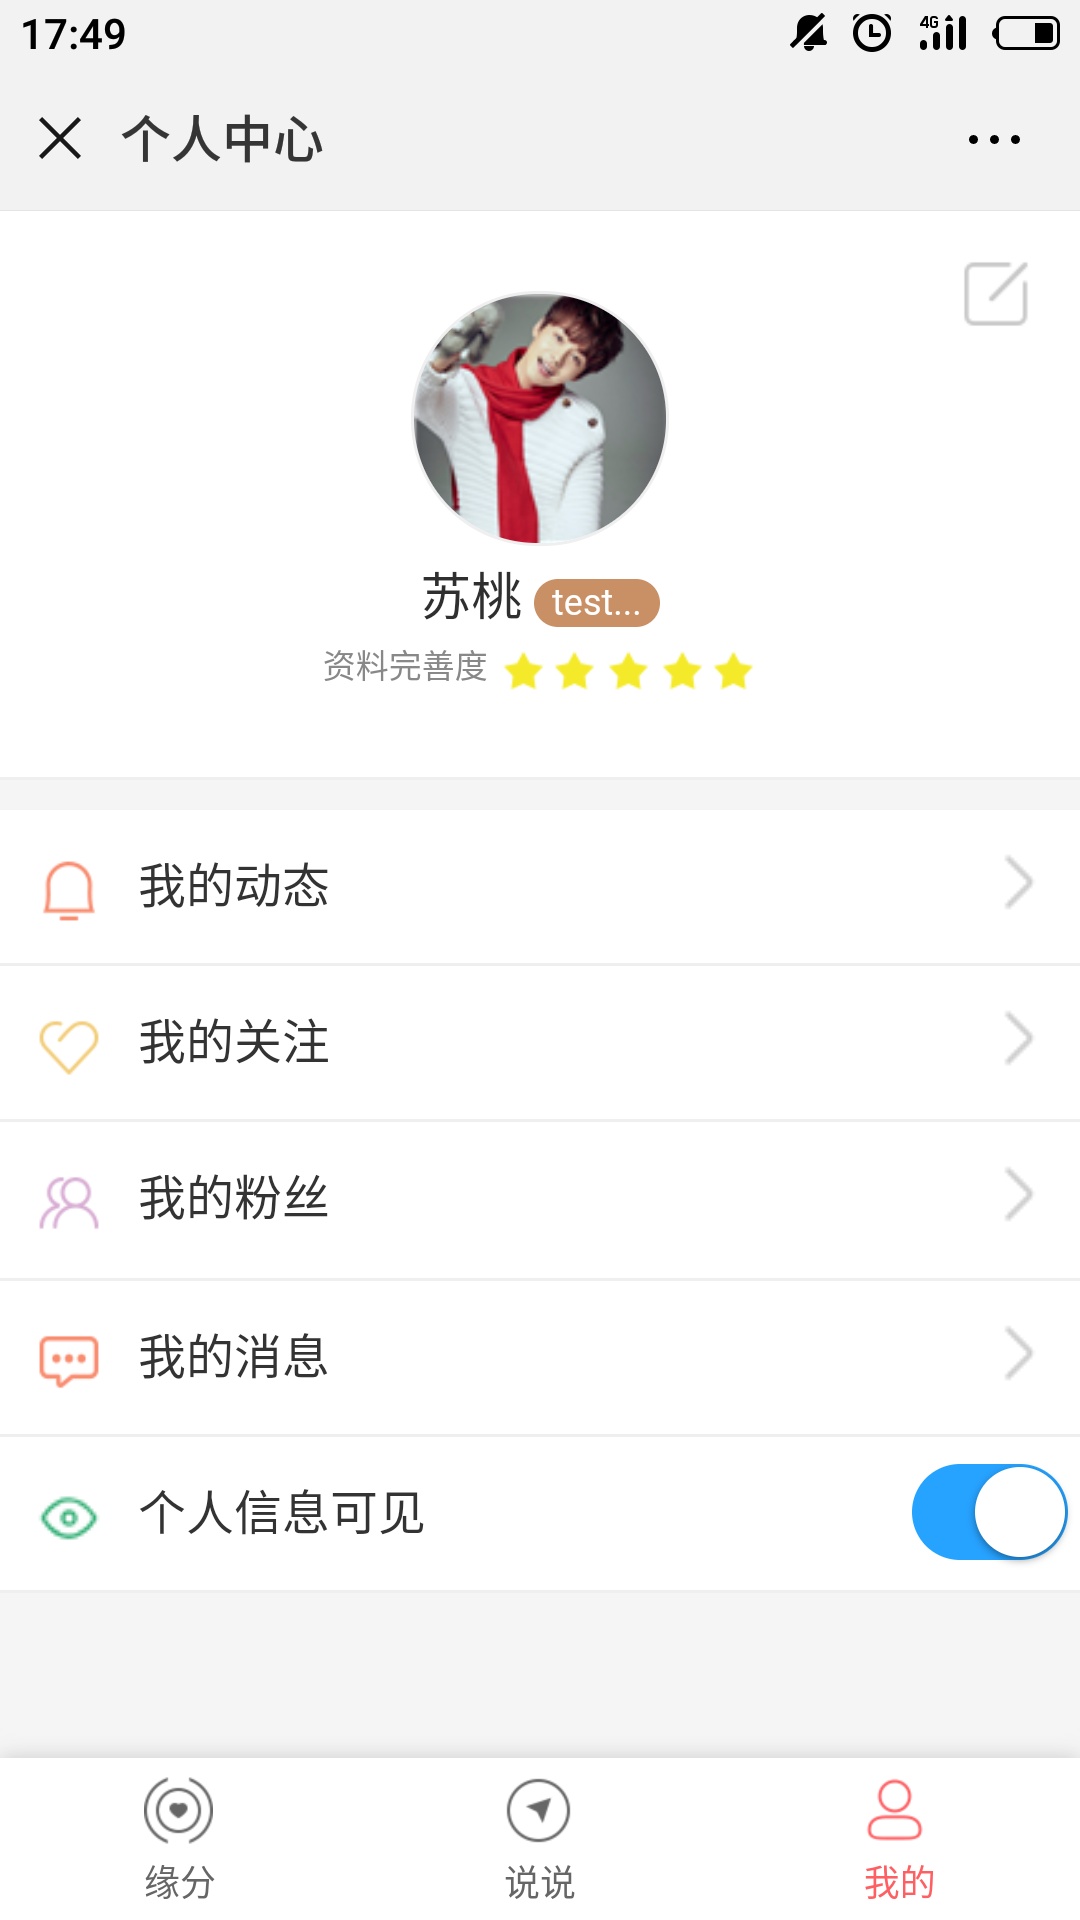 17:49
4G
个人中心
苏桃 test...
资料完善度
我的动态
我的关注
我的粉丝
我的消息
个人信息可见
缘分 说说 我的